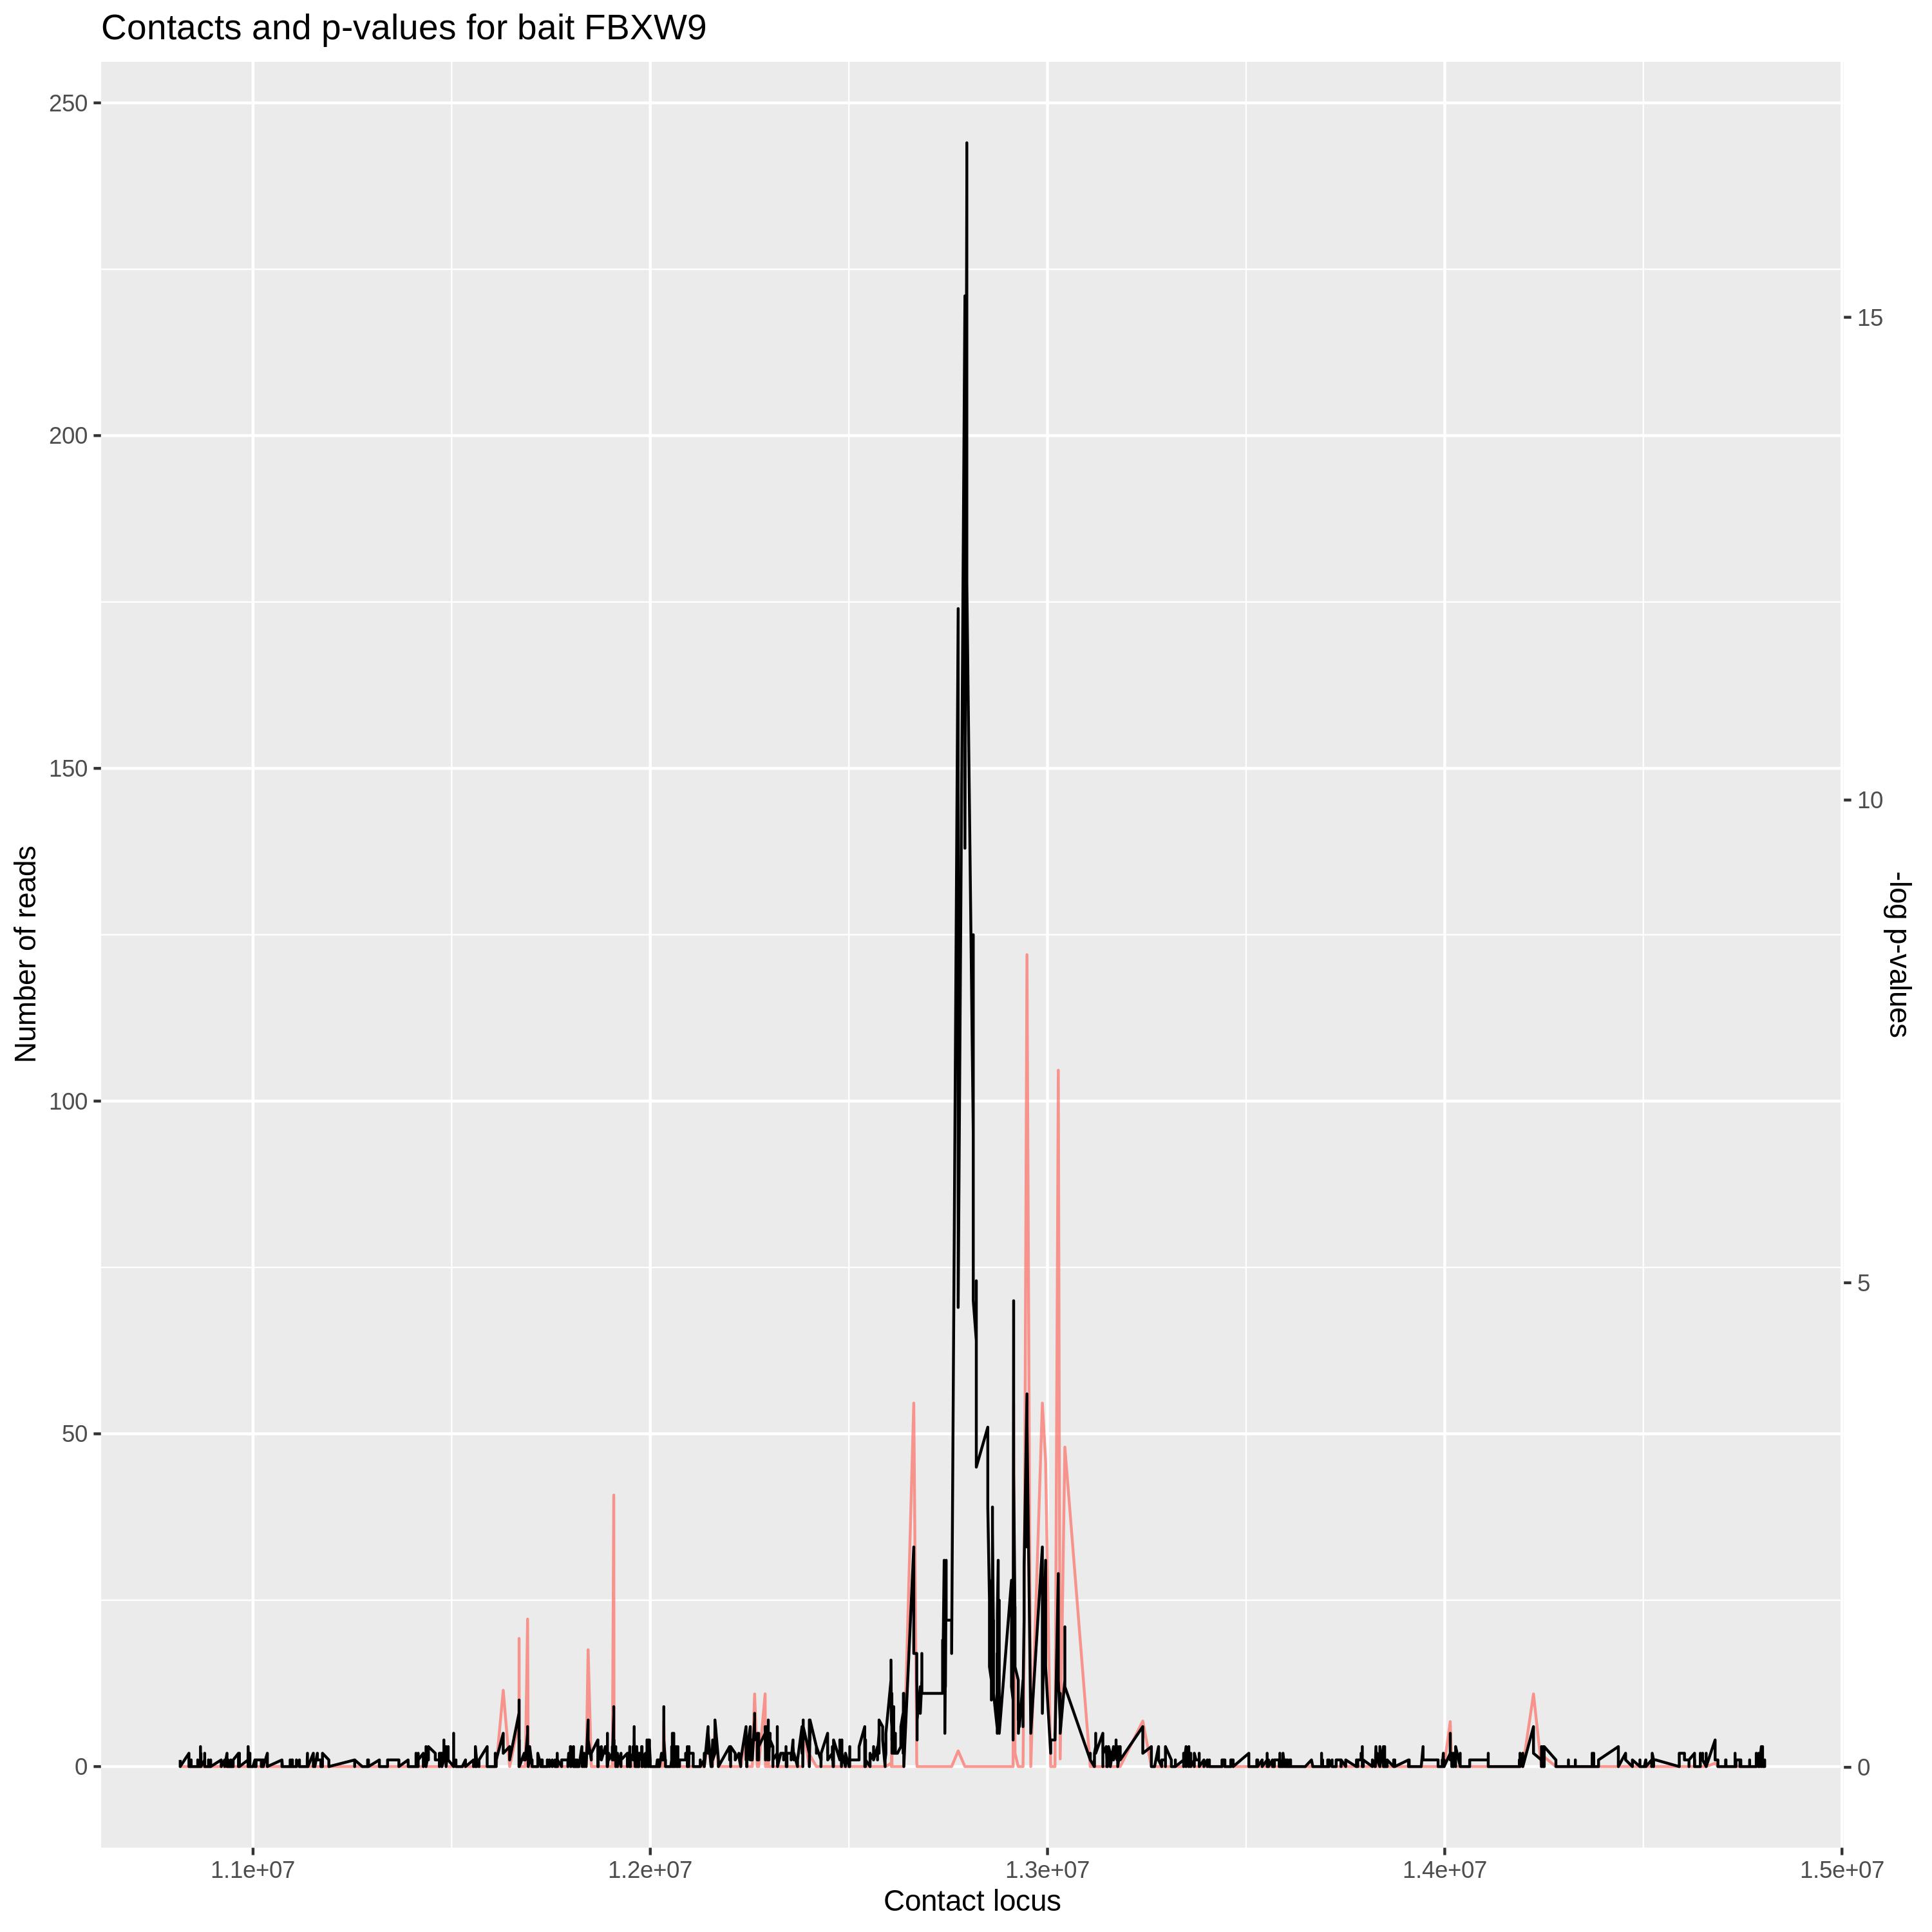 Contacts and p-values for bait FBXW9
250
200
150
100
50
0
Number of reads
15
10
5
0
-log p-values
1.1e+07 1.2e+07 1.3e+07 1.4e+07 1.5e+07
Contact locus